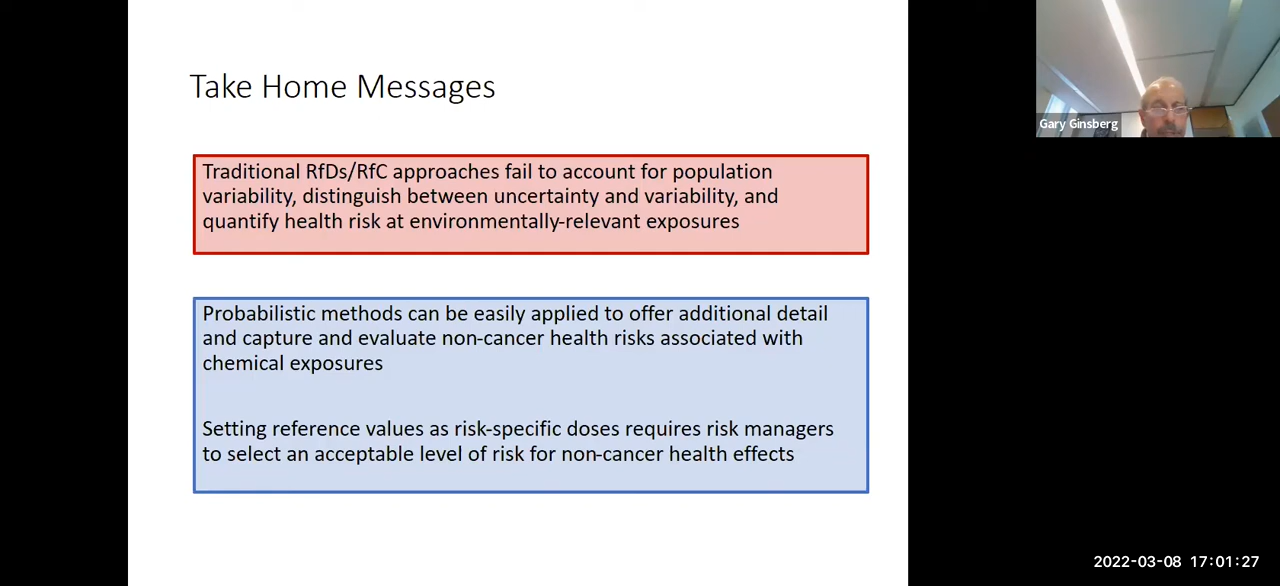 Take Home Messages
Gary Ginsberg
Traditional RfDs/RfC approaches fail to account for population
variability, distinguish between uncertainty and variability, and
quantify health risk at environmentally-relevant exposures
Probabilistic methods can be easily applied to offer additional detail
and capture and evaluate non-cancer health risks associated with
chemical exposures
Setting reference values as risk-specific doses requires risk managers
to select an acceptable level of risk for non-cancer health effects
2022-03-08 17:01:27